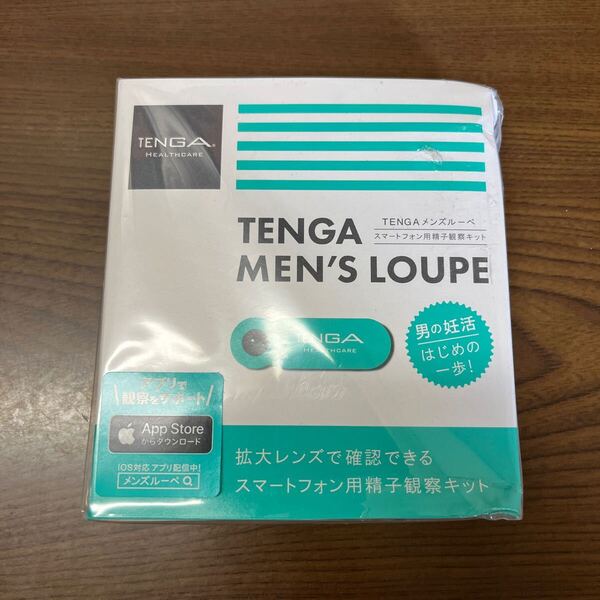 TENGA
HEALTHCARE
TENGA
MEN'S LOUPE
TENGAメンズルーペ
スマートフォン用精子観察キット
TENGA
HEALTHCARE
男の妊活
はじめの
一歩!
アプリで
観察をサポート
App Store
からダウンロード
iOS対応アプリ配信中!
メンズルーペ
拡大レンズで確認できる
スマートフォン用精子観察キット